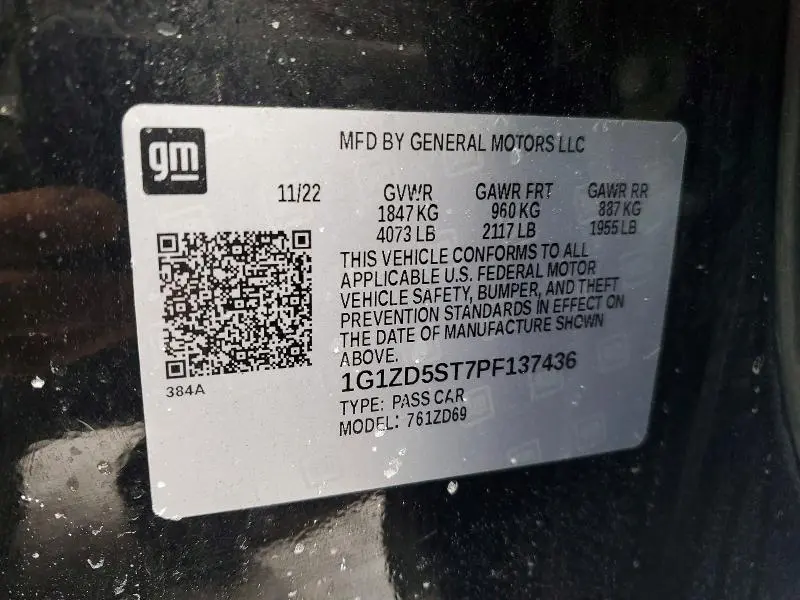 gm
MFD BY GENERAL MOTORS LLC
11/22 GVWR GAWR FRT GAWR RR
1847 KG 960 KG 887 KG
4073 LB 2117 LB 1955 LB
THIS VEHICLE CONFORMS TO ALL
APPLICABLE U.S. FEDERAL MOTOR
VEHICLE SAFETY, BUMPER, AND THEFT
PREVENTION STANDARDS IN EFFECT ON
THE DATE OF MANUFACTURE SHOWN
ABOVE.
384A
1G1ZD5ST7PF137436
TYPE: PASS CAR
MODEL: 761ZD69